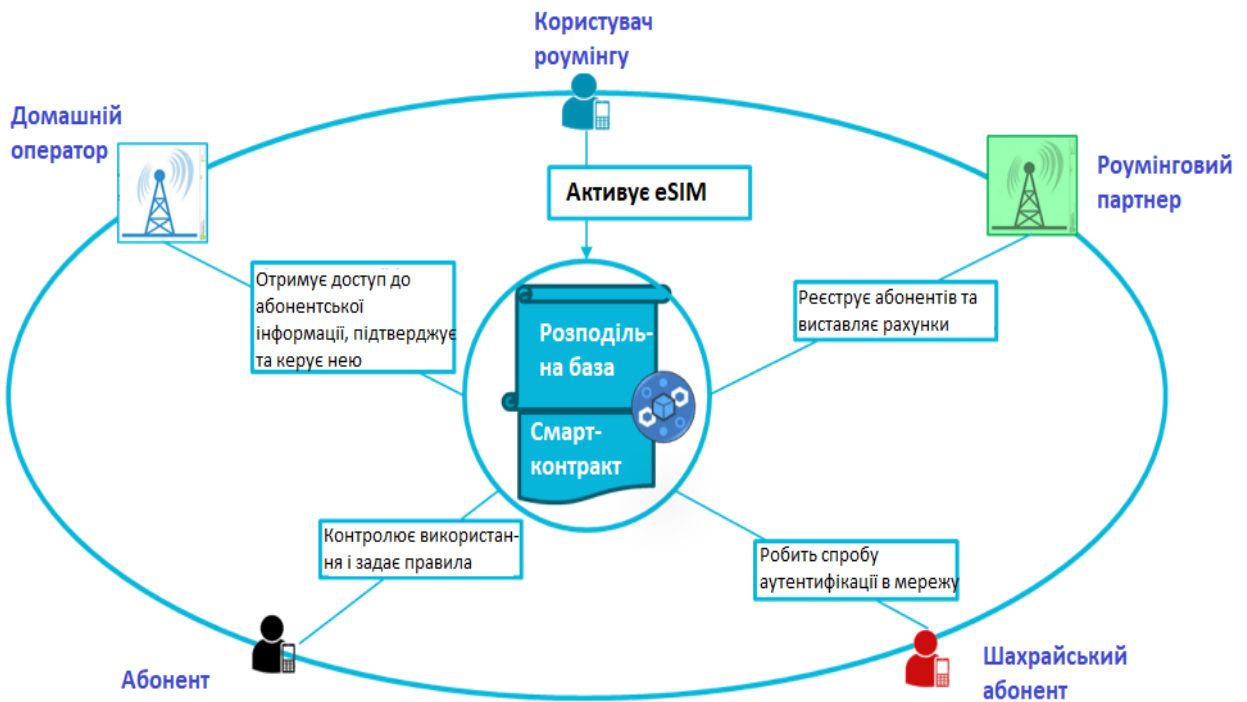 Користувач
роумінгу
Домашній
оператор
Роумінговий
партнер
Активує eSIM
Отримує доступ до
абонентської
інформації, підтверджує
та керує нею
Реєструє абонентів та
виставляє рахунки
Розподіль-
на база
Смарт-
контракт
Контролює використан-
ня і задає правила
Робить спробу
аутентифікації в мережу
Абонент
Шахрайський
абонент